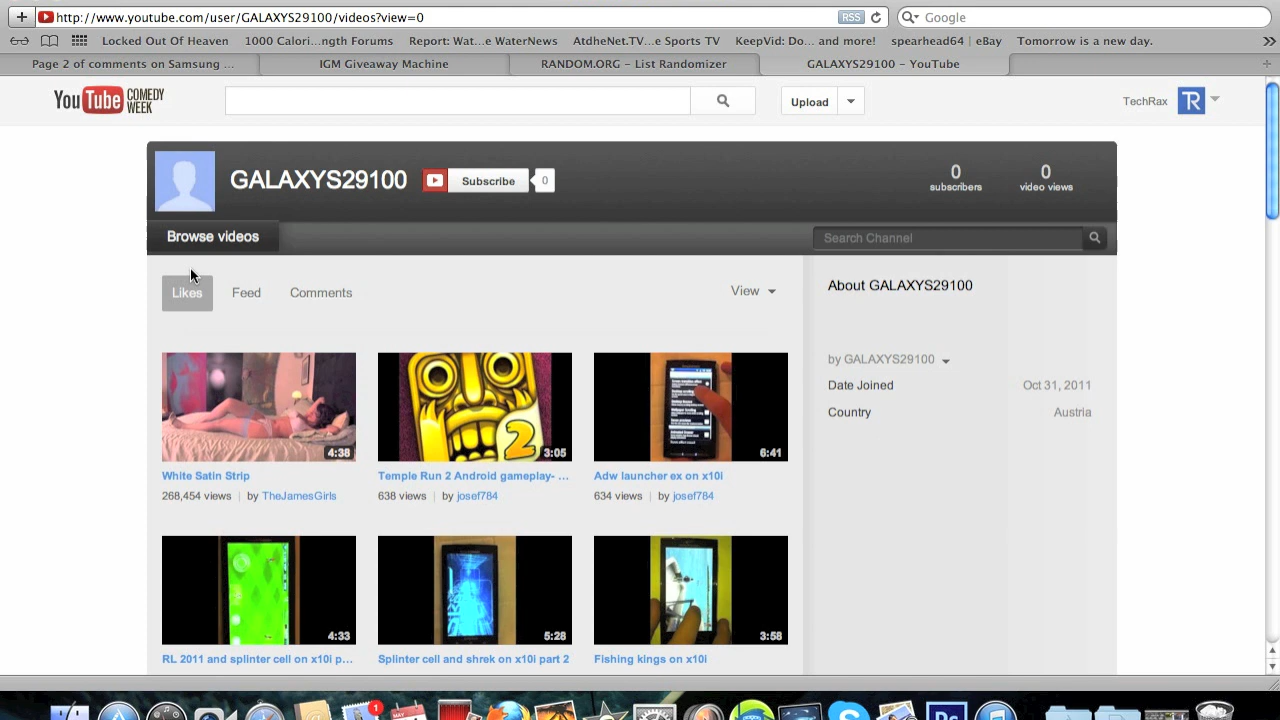 http://www.youtube.com/user/GALAXYS29100/videos?view=0
RSS
Google
Locked Out Of Heaven
1000 Calori...ngth Forums
Report: Wat...e WaterNews
AtdheNet.TV...e Sports TV
KeepVid: Do... and more!
spearhead64 | eBay
Tomorrow is a new day.
Page 2 of comments on Samsung ...
IGM Giveaway Machine
RANDOM.ORG – List Randomizer
GALAXYS29100 – YouTube
YouTube COMEDY WEEK
Upload
TechRax
TR
GALAXYS29100
Subscribe
0
0
subscribers
0
video views
Browse videos
Search Channel
Likes
Feed
Comments
View
About GALAXYS29100
by GALAXYS29100
Date Joined Oct 31, 2011
Country Austria
4:38
White Satin Strip
268,454 views | by TheJamesGirls
2
3:05
Temple Run 2 Android gameplay- ...
638 views | by josef784
6:41
Adw launcher ex on x10i
634 views | by josef784
4:33
RL 2011 and splinter cell on x10i p...
5:28
Splinter cell and shrek on x10i part 2
3:58
Fishing kings on x10i
1
MAY
Ps